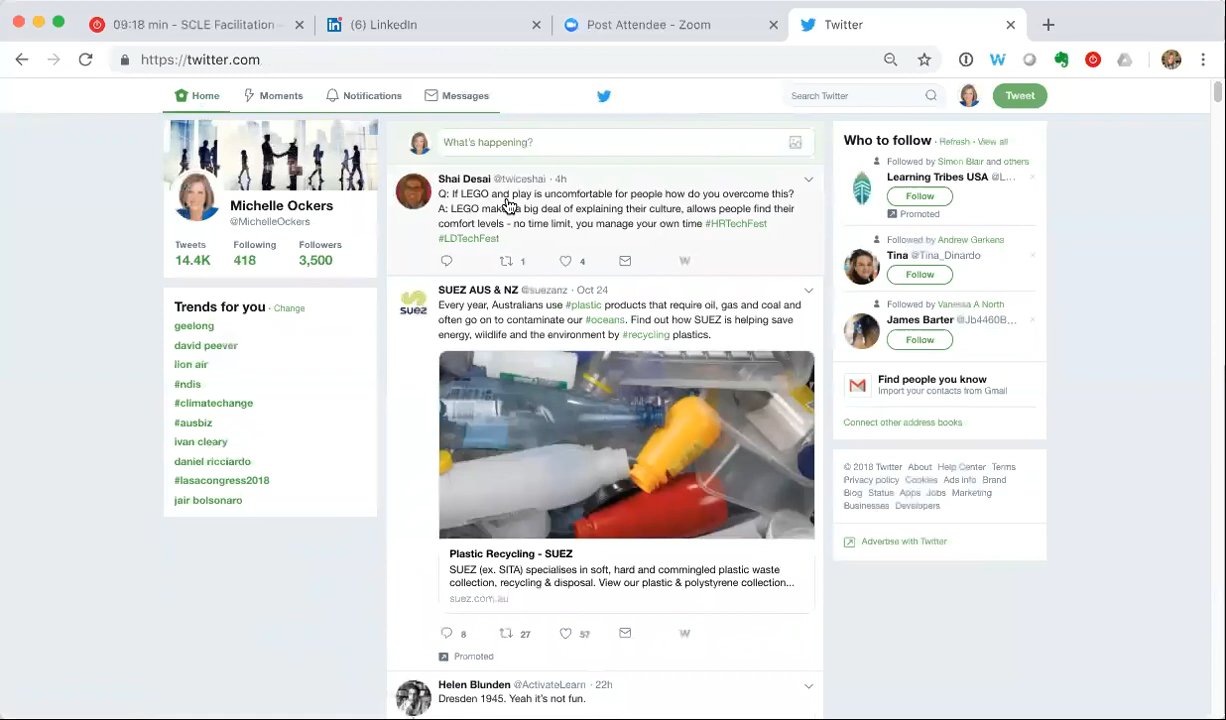 09:18 min - SCLE Facilitation
(6) LinkedIn
Post Attendee - Zoom
Twitter
https://twitter.com
Home
Moments
Notifications
Messages
Search Twitter
Tweet
Michelle Ockers
@MichelleOckers
Tweets Following Followers
14.4K 418 3,500
Trends for you · Change
geelong
david peever
lion air
#ndis
#climatechange
#ausbiz
ivan cleary
daniel ricciardo
#lasacongress2018
jair bolsonaro
What's happening?
Shai Desai @twiceshai · 4h
Q: If LEGO and play is uncomfortable for people how do you overcome this?
A: LEGO make a big deal of explaining their culture, allows people find their
comfort levels - no time limit, you manage your own time #HRTechFest
#LDTechFest
1 4 W
SUEZ AUS & NZ @suezanz · Oct 24
Every year, Australians use #plastic products that require oil, gas and coal and
often go on to contaminate our #oceans. Find out how SUEZ is helping save
energy, wildlife and the environment by #recycling plastics.
suez
Plastic Recycling - SUEZ
SUEZ (ex. SITA) specialises in soft, hard and commingled plastic waste
collection, recycling & disposal. View our plastic & polystyrene collection...
suez.com.au
8 27 57 W
Promoted
Helen Blunden @ActivateLearn · 22h
Dresden 1945. Yeah it's not fun.
Who to follow · Refresh · View all
Followed by Simon Blair and others
Learning Tribes USA @L...
Follow
Promoted
Followed by Andrew Gerkens
Tina @Tina_Dinardo
Follow
Followed by Vanessa A North
James Barter @Jb4460B...
Follow
Find people you know
Import your contacts from Gmail
Connect other address books
© 2018 Twitter About Help Center Terms
Privacy policy Cookies Ads info Brand
Blog Status Apps Jobs Marketing
Businesses Developers
Advertise with Twitter